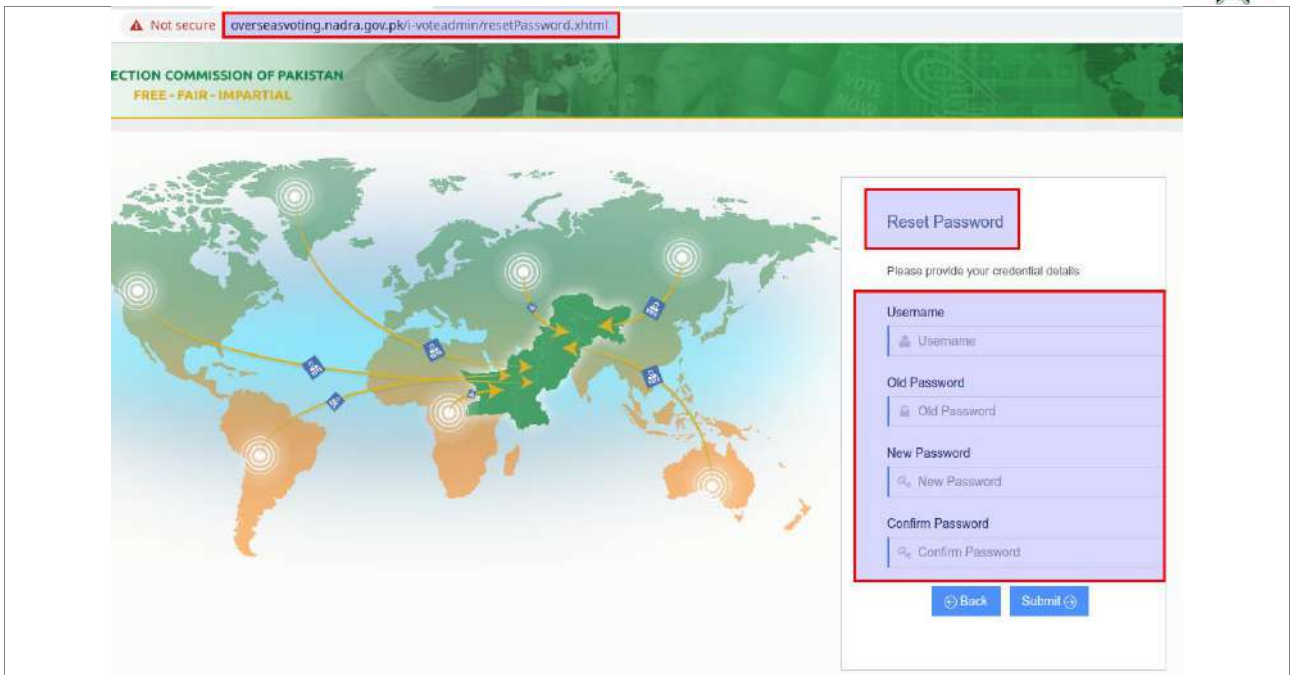 Not secure overseasvoting.nadra.gov.pk/i-voteadmin/resetPassword.xhtml
ECTION COMMISSION OF PAKISTAN
FREE - FAIR - IMPARTIAL
VOTE
NOW
Reset Password
Please provide your credential details
Username
Username
Old Password
Old Password
New Password
New Password
Confirm Password
Confirm Password
Back Submit